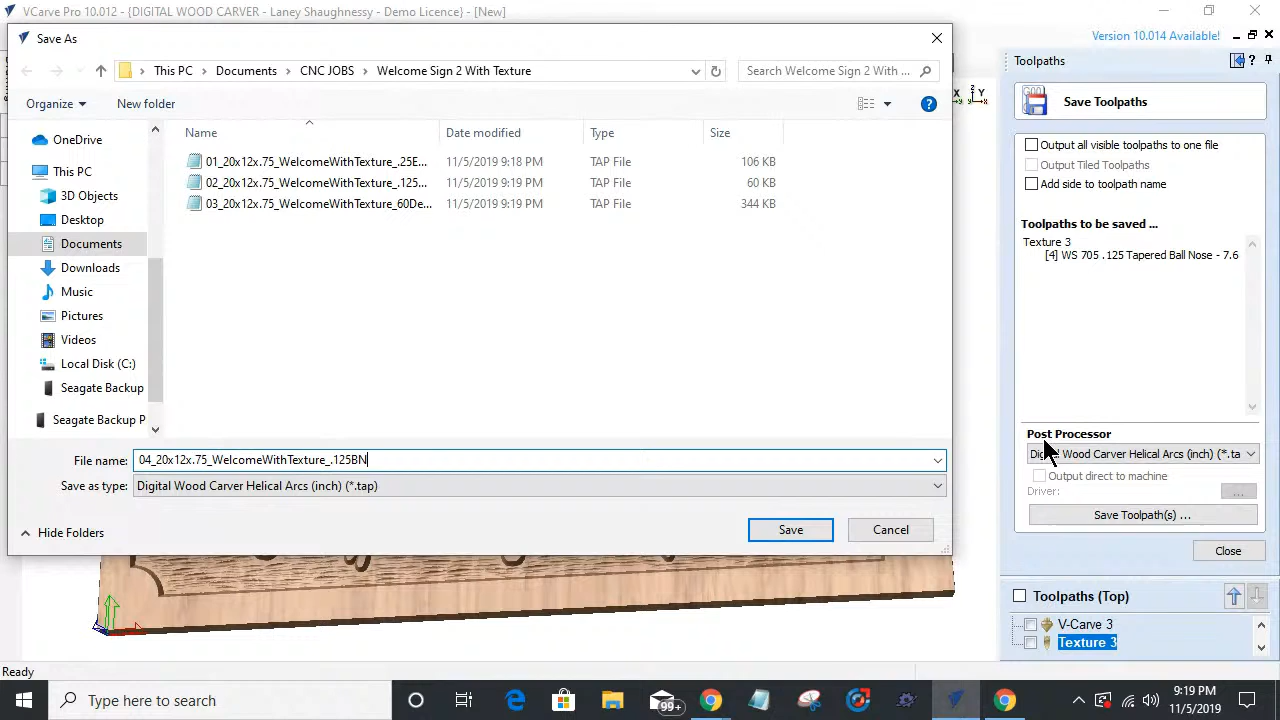 VCarve Pro 10.012 - {DIGITAL WOOD CARVER - Laney Shaughnessy - Demo Licence} - [New]
Version 10.014 Available!
Save As
This PC > Documents > CNC JOBS > Welcome Sign 2 With Texture
Search Welcome Sign 2 With ...
Organize
New folder
Name
Date modified
Type
Size
OneDrive
This PC
3D Objects
Desktop
Documents
Downloads
Music
Pictures
Videos
Local Disk (C:)
Seagate Backup
Seagate Backup P
01_20x12x.75_WelcomeWithTexture_.25E... 11/5/2019 9:18 PM TAP File 106 KB
02_20x12x.75_WelcomeWithTexture_.125... 11/5/2019 9:19 PM TAP File 60 KB
03_20x12x.75_WelcomeWithTexture_60De... 11/5/2019 9:19 PM TAP File 344 KB
File name: 04_20x12x.75_WelcomeWithTexture_.125BN
Save as type: Digital Wood Carver Helical Arcs (inch) (*.tap)
Hide Folders
Save
Cancel
X Y
Toolpaths
Save Toolpaths
Output all visible toolpaths to one file
Output Tiled Toolpaths
Add side to toolpath name
Toolpaths to be saved ...
Texture 3
[4] WS 705 .125 Tapered Ball Nose - 7.6
Post Processor
Wood Carver Helical Arcs (inch) (*.ta
Output direct to machine
Driver:
...
Save Toolpath(s) ...
Close
Toolpaths (Top)
V-Carve 3
Texture 3
Ready
Type here to search
99+
9:19 PM
11/5/2019